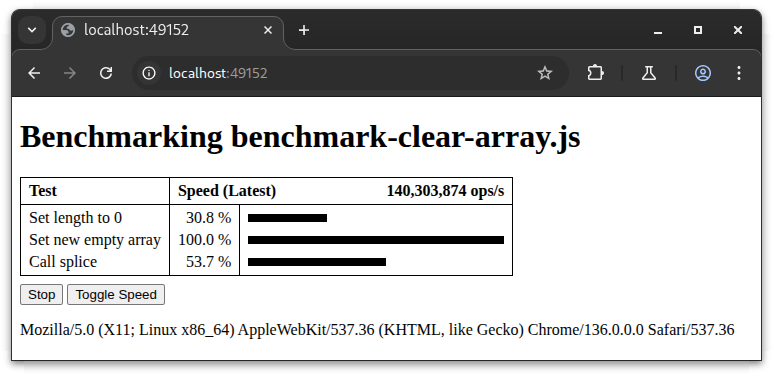 localhost:49152
localhost:49152
Benchmarking benchmark-clear-array.js
Test Speed (Latest) 140,303,874 ops/s
Set length to 0 30.8 %
Set new empty array 100.0 %
Call splice 53.7 %
Stop Toggle Speed
Mozilla/5.0 (X11; Linux x86_64) AppleWebKit/537.36 (KHTML, like Gecko) Chrome/136.0.0.0 Safari/537.36